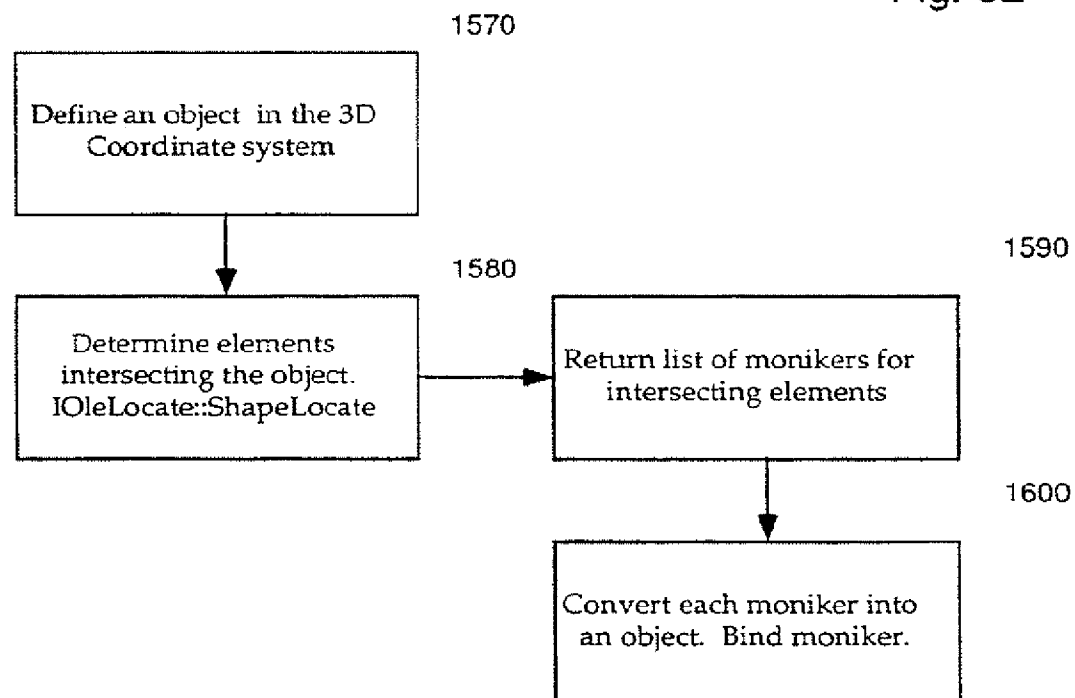 1570
Define an object in the 3D
Coordinate system
1580
Determine elements
intersecting the object.
IOleLocate::ShapeLocate
1590
Return list of monikers for
intersecting elements
1600
Convert each moniker into
an object. Bind moniker.